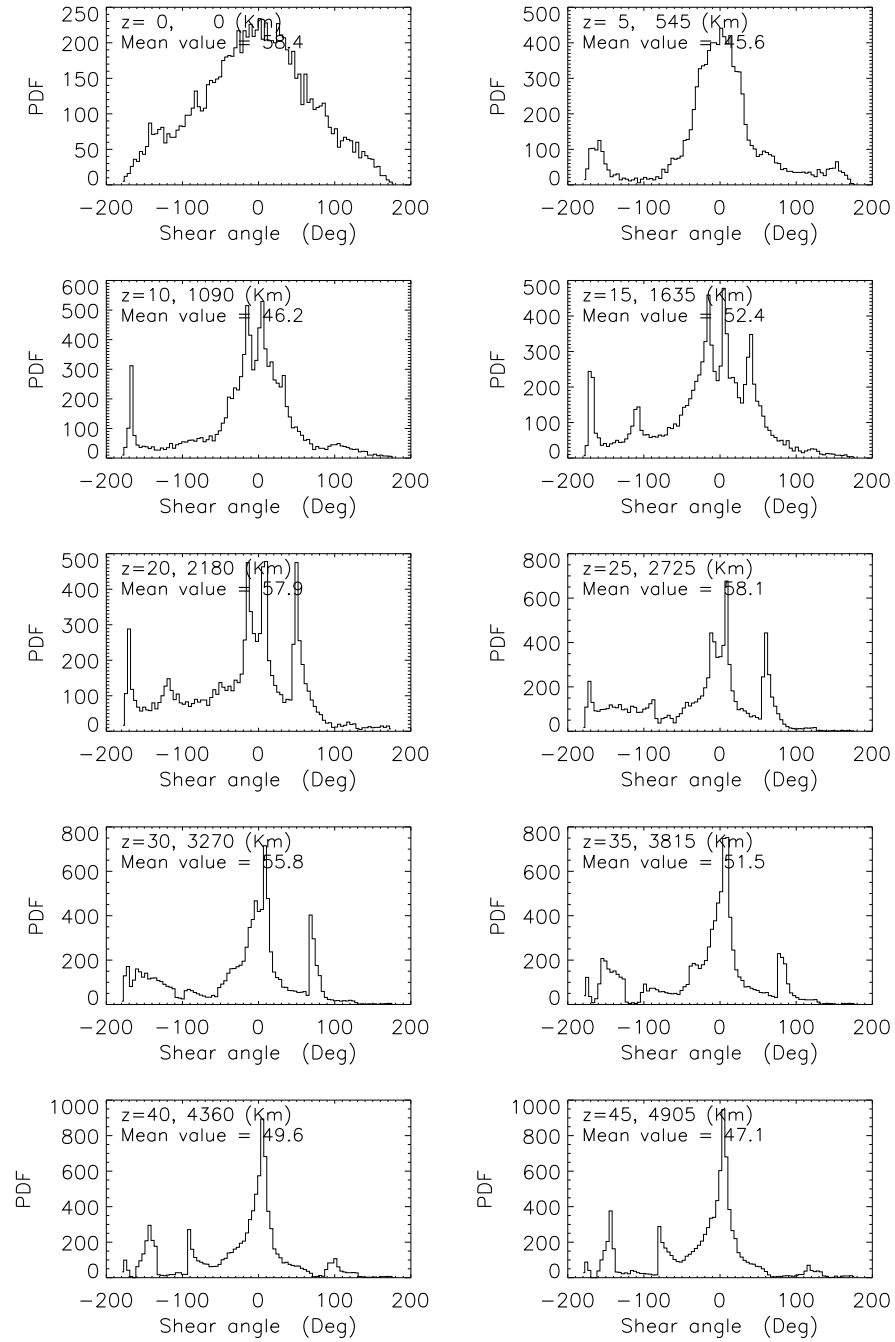 z= 0, 0 (Km)
Mean value = 58.4
PDF
250
200
150
100
50
0
−200 −100 0 100 200
Shear angle (Deg)
z= 5, 545 (Km)
Mean value = 45.6
PDF
500
400
300
200
100
0
−200 −100 0 100 200
Shear angle (Deg)
z=10, 1090 (Km)
Mean value = 46.2
PDF
600
500
400
300
200
100
0
−200 −100 0 100 200
Shear angle (Deg)
z=15, 1635 (Km)
Mean value = 52.4
PDF
500
400
300
200
100
0
−200 −100 0 100 200
Shear angle (Deg)
z=20, 2180 (Km)
Mean value = 57.9
PDF
500
400
300
200
100
0
−200 −100 0 100 200
Shear angle (Deg)
z=25, 2725 (Km)
Mean value = 58.1
PDF
800
600
400
200
0
−200 −100 0 100 200
Shear angle (Deg)
z=30, 3270 (Km)
Mean value = 55.8
PDF
800
600
400
200
0
−200 −100 0 100 200
Shear angle (Deg)
z=35, 3815 (Km)
Mean value = 51.5
PDF
800
600
400
200
0
−200 −100 0 100 200
Shear angle (Deg)
z=40, 4360 (Km)
Mean value = 49.6
PDF
1000
800
600
400
200
0
−200 −100 0 100 200
Shear angle (Deg)
z=45, 4905 (Km)
Mean value = 47.1
PDF
1000
800
600
400
200
0
−200 −100 0 100 200
Shear angle (Deg)